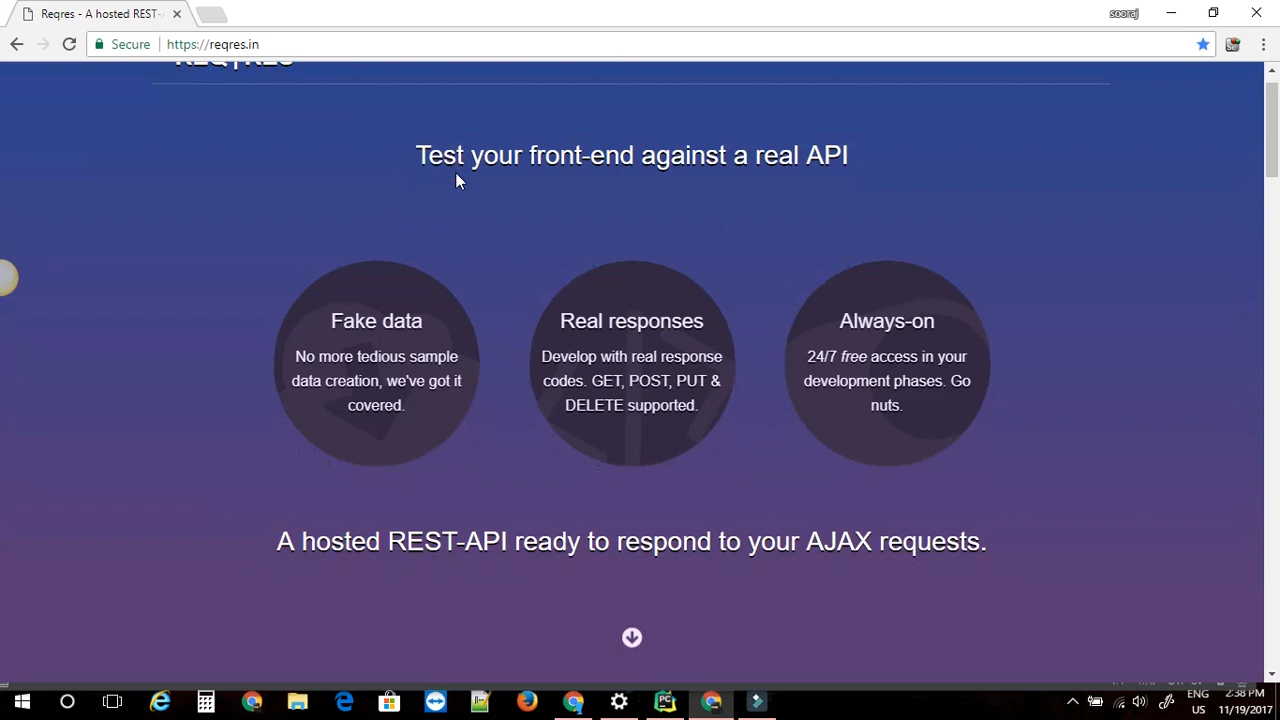 Reqres - A hosted REST-
sooraj
Secure
https://reqres.in
REQ|RES
Test your front-end against a real API
Fake data
No more tedious sample
data creation, we've got it
covered.
Real responses
Develop with real response
codes. GET, POST, PUT &
DELETE supported.
Always-on
24/7 free access in your
development phases. Go
nuts.
A hosted REST-API ready to respond to your AJAX requests.
ENG
US
2:38 PM
11/19/2017